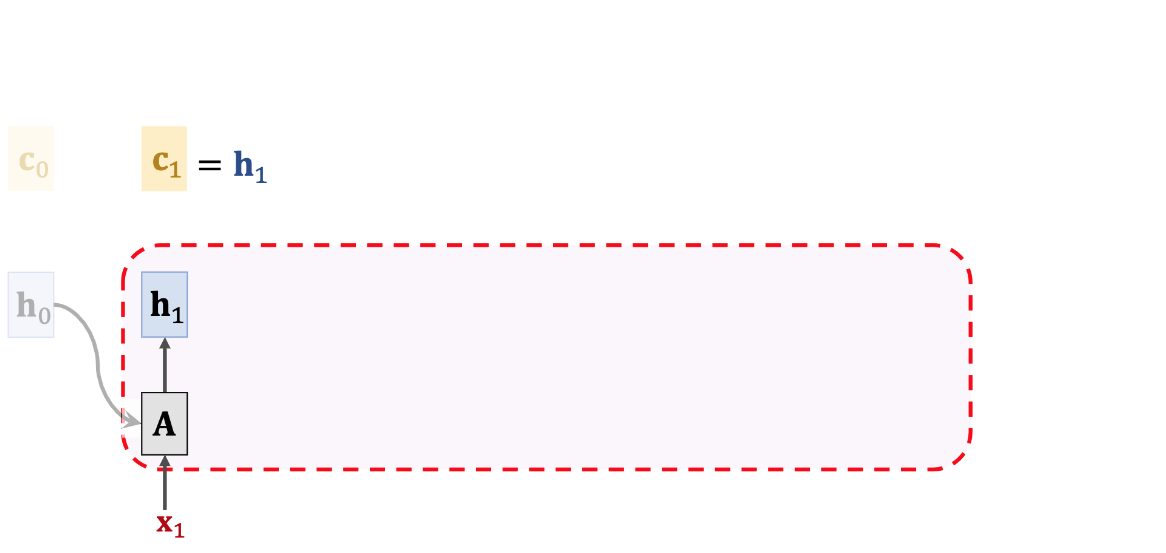 c₀ c₁ = h₁
h₀ h₁
A
x₁